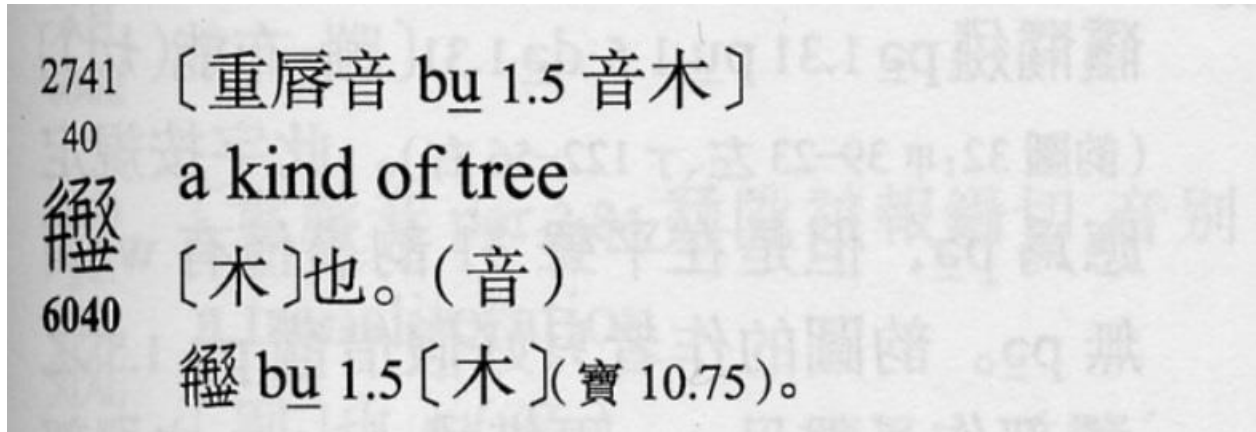 2741 〔重唇音 bu̲ 1.5 音木〕
40
a kind of tree
6040
〔木〕也。（音）
bu̲ 1.5〔木〕（寶 10.75）。